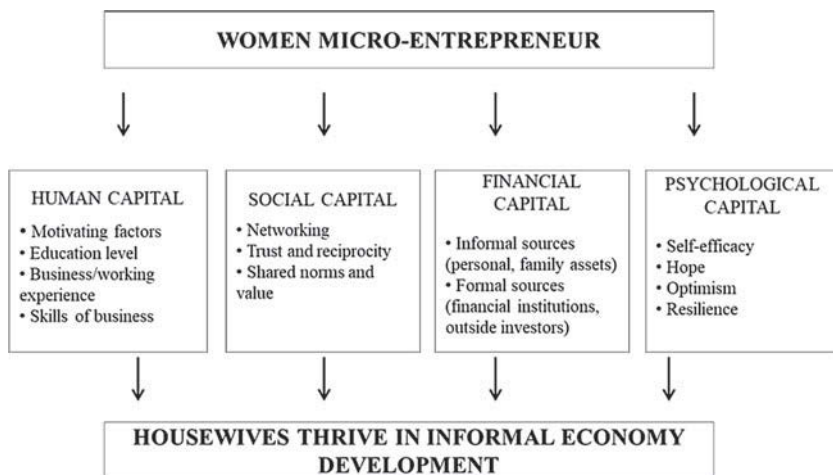 WOMEN MICRO-ENTREPRENEUR
HUMAN CAPITAL
• Motivating factors
• Education level
• Business/working
experience
• Skills of business
SOCIAL CAPITAL
• Networking
• Trust and reciprocity
• Shared norms and
value
FINANCIAL
CAPITAL
• Informal sources
(personal, family assets)
• Formal sources
(financial institutions,
outside investors)
PSYCHOLOGICAL
CAPITAL
• Self-efficacy
• Hope
• Optimism
• Resilience
HOUSEWIVES THRIVE IN INFORMAL ECONOMY
DEVELOPMENT